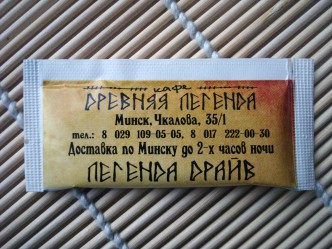 кафе
ДРЕВНЯЯ ЛЕГЕНДА
Минск, Чкалова, 35/1
тел.: 8 029 109-05-05, 8 017 222-00-30
Доставка по Минску до 2-х часов ночи
ЛЕГЕНДА ДРАЙВ